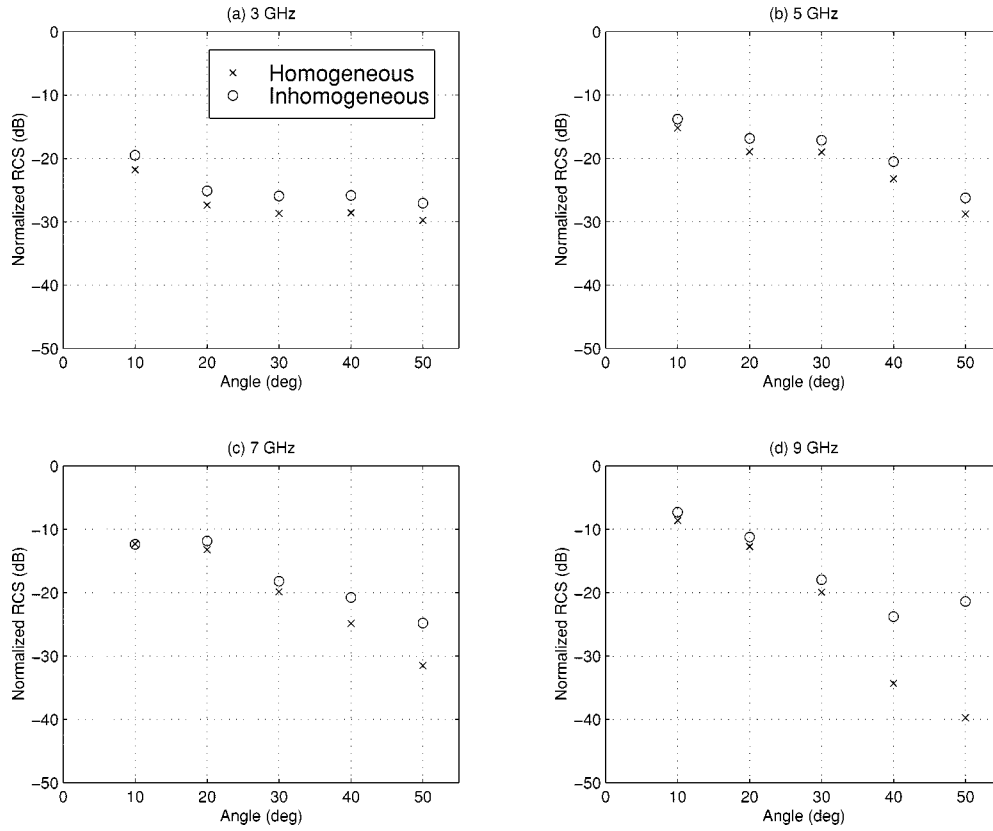 (a) 3 GHz
0
−10
−20
−30
−40
−50
Normalized RCS (dB)
× Homogeneous
○ Inhomogeneous
0 10 20 30 40 50
Angle (deg)
(b) 5 GHz
0
−10
−20
−30
−40
−50
Normalized RCS (dB)
0 10 20 30 40 50
Angle (deg)
(c) 7 GHz
0
−10
−20
−30
−40
−50
Normalized RCS (dB)
0 10 20 30 40 50
Angle (deg)
(d) 9 GHz
0
−10
−20
−30
−40
−50
Normalized RCS (dB)
0 10 20 30 40 50
Angle (deg)